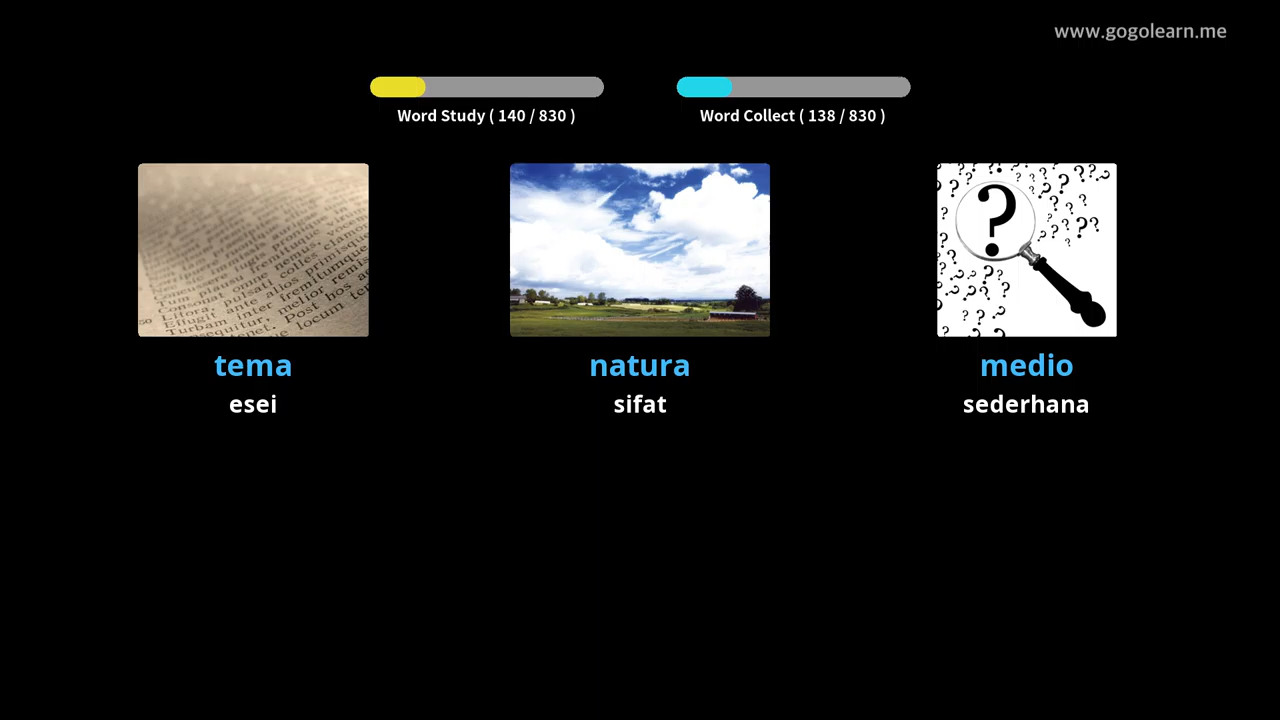 www.gogolearn.me
Word Study ( 140 / 830 )
Word Collect ( 138 / 830 )
tema
esei
natura
sifat
medio
sederhana